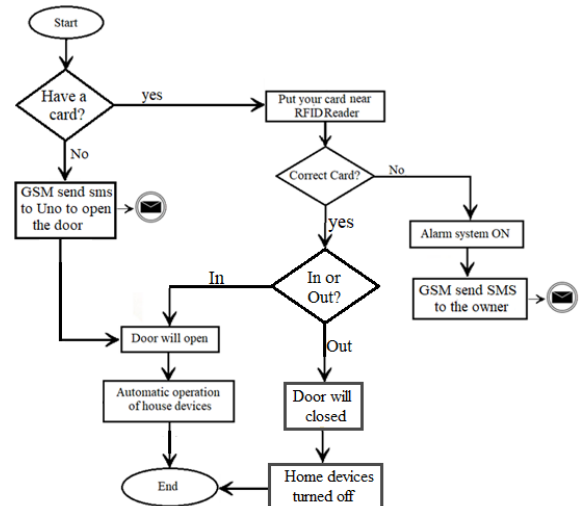 Start
Have a
card?
yes
Put your card near
RFIDReader
No
Correct Card?
No
GSM send sms
to Uno to open
the door
yes
Alarm system ON
In
In or
Out?
GSM send SMS
to the owner
Door will open
Out
Automatic operation
of house devices
Door will
closed
End
Home devices
turned off